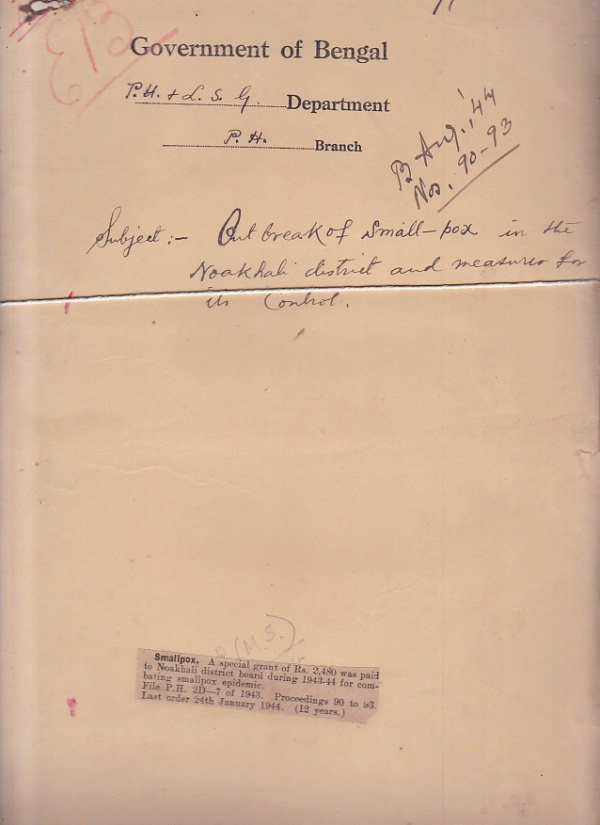 Government of Bengal
P. H. & L. S. G. Department
P. H. Branch
B Aug. '44
Nos. 90-93
Subject :- Outbreak of Small-pox in the
Noakhali district and measures for
its Control.
(M.S.)
Smallpox. A special grant of Rs. 2,480 was paid
to Noakhali district board during 1943-44 for com-
bating smallpox epidemic.
File P.H. 2D—7 of 1943. Proceedings 90 to 93.
Last order 24th January 1944. (12 years.)